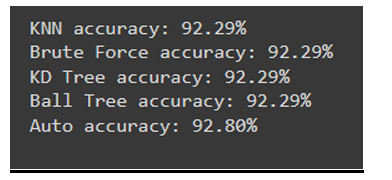 KNN accuracy: 92.29%
Brute Force accuracy: 92.29%
KD Tree accuracy: 92.29%
Ball Tree accuracy: 92.29%
Auto accuracy: 92.80%